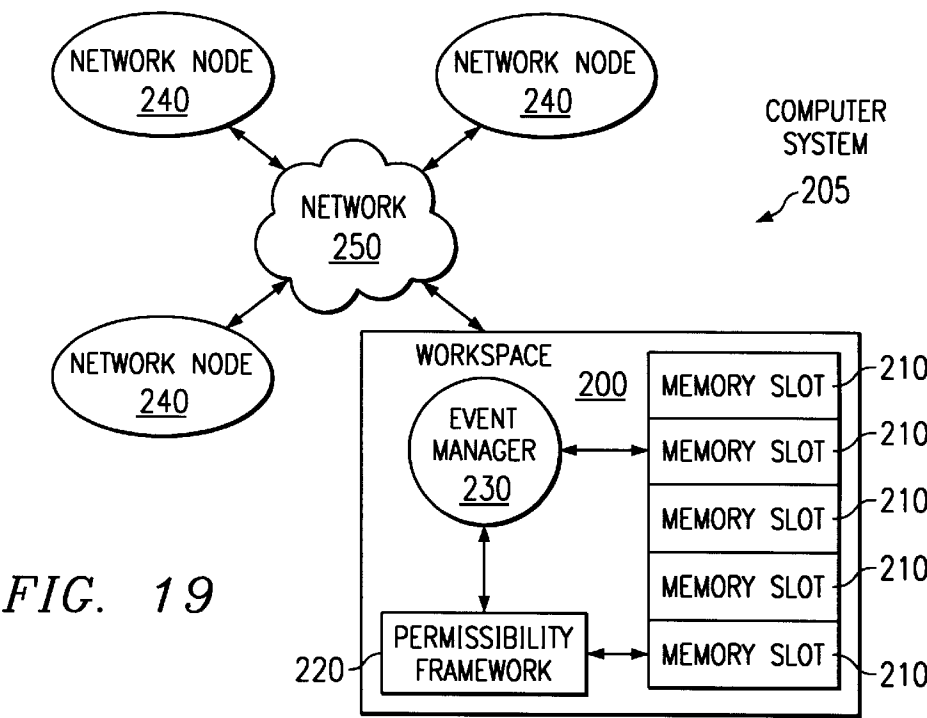 NETWORK NODE
240
NETWORK NODE
240
COMPUTER
SYSTEM
205
NETWORK
250
NETWORK NODE
240
WORKSPACE
200
EVENT
MANAGER
230
MEMORY SLOT
210
MEMORY SLOT
210
MEMORY SLOT
210
MEMORY SLOT
210
MEMORY SLOT
210
PERMISSIBILITY
FRAMEWORK
220
FIG. 19